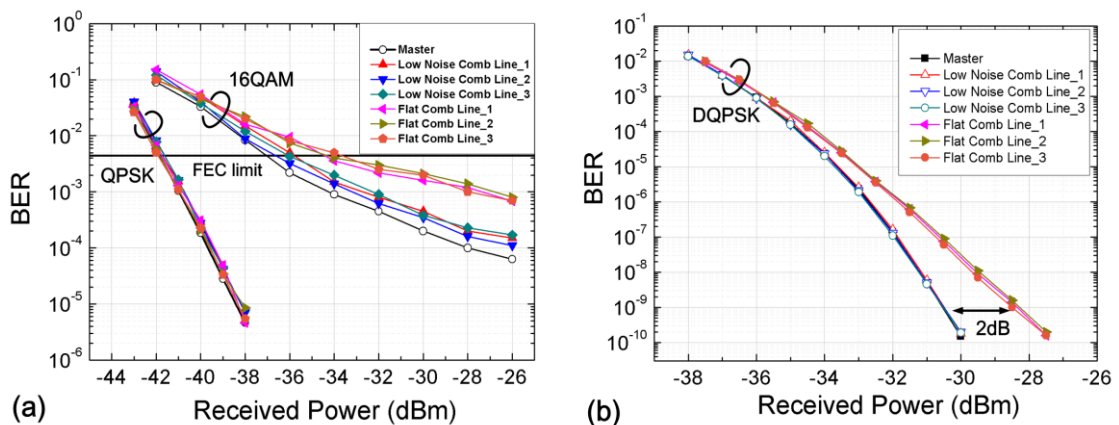 10^0
10^-1
10^-2
10^-3
10^-4
10^-5
10^-6
BER
-44 -42 -40 -38 -36 -34 -32 -30 -28 -26
Received Power (dBm)
(a)
16QAM
QPSK
FEC limit
Master
Low Noise Comb Line_1
Low Noise Comb Line_2
Low Noise Comb Line_3
Flat Comb Line_1
Flat Comb Line_2
Flat Comb Line_3
10^-1
10^-2
10^-3
10^-4
10^-5
10^-6
10^-7
10^-8
10^-9
10^-10
BER
-38 -36 -34 -32 -30 -28 -26
Received Power (dBm)
(b)
DQPSK
2dB
Master
Low Noise Comb Line_1
Low Noise Comb Line_2
Low Noise Comb Line_3
Flat Comb Line_1
Flat Comb Line_2
Flat Comb Line_3